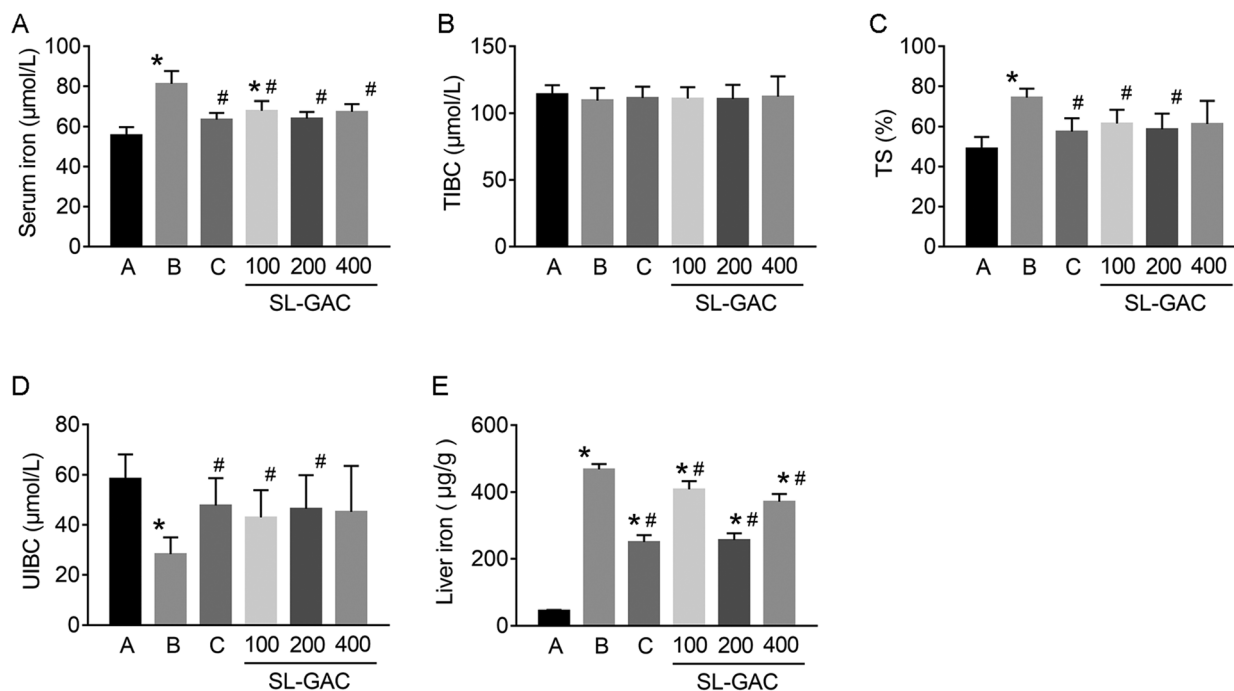 A
Serum iron (µmol/L)
100
80
60
40
20
0
*
#
* #
#
#
A B C 100 200 400
SL-GAC
B
TIBC (µmol/L)
150
100
50
0
A B C 100 200 400
SL-GAC
C
TS (%)
100
80
60
40
20
0
*
#
#
#
A B C 100 200 400
SL-GAC
D
UIBC (µmol/L)
80
60
40
20
0
*
#
#
#
A B C 100 200 400
SL-GAC
E
Liver iron ( µg/g )
600
400
200
0
*
* #
* #
* #
* #
A B C 100 200 400
SL-GAC